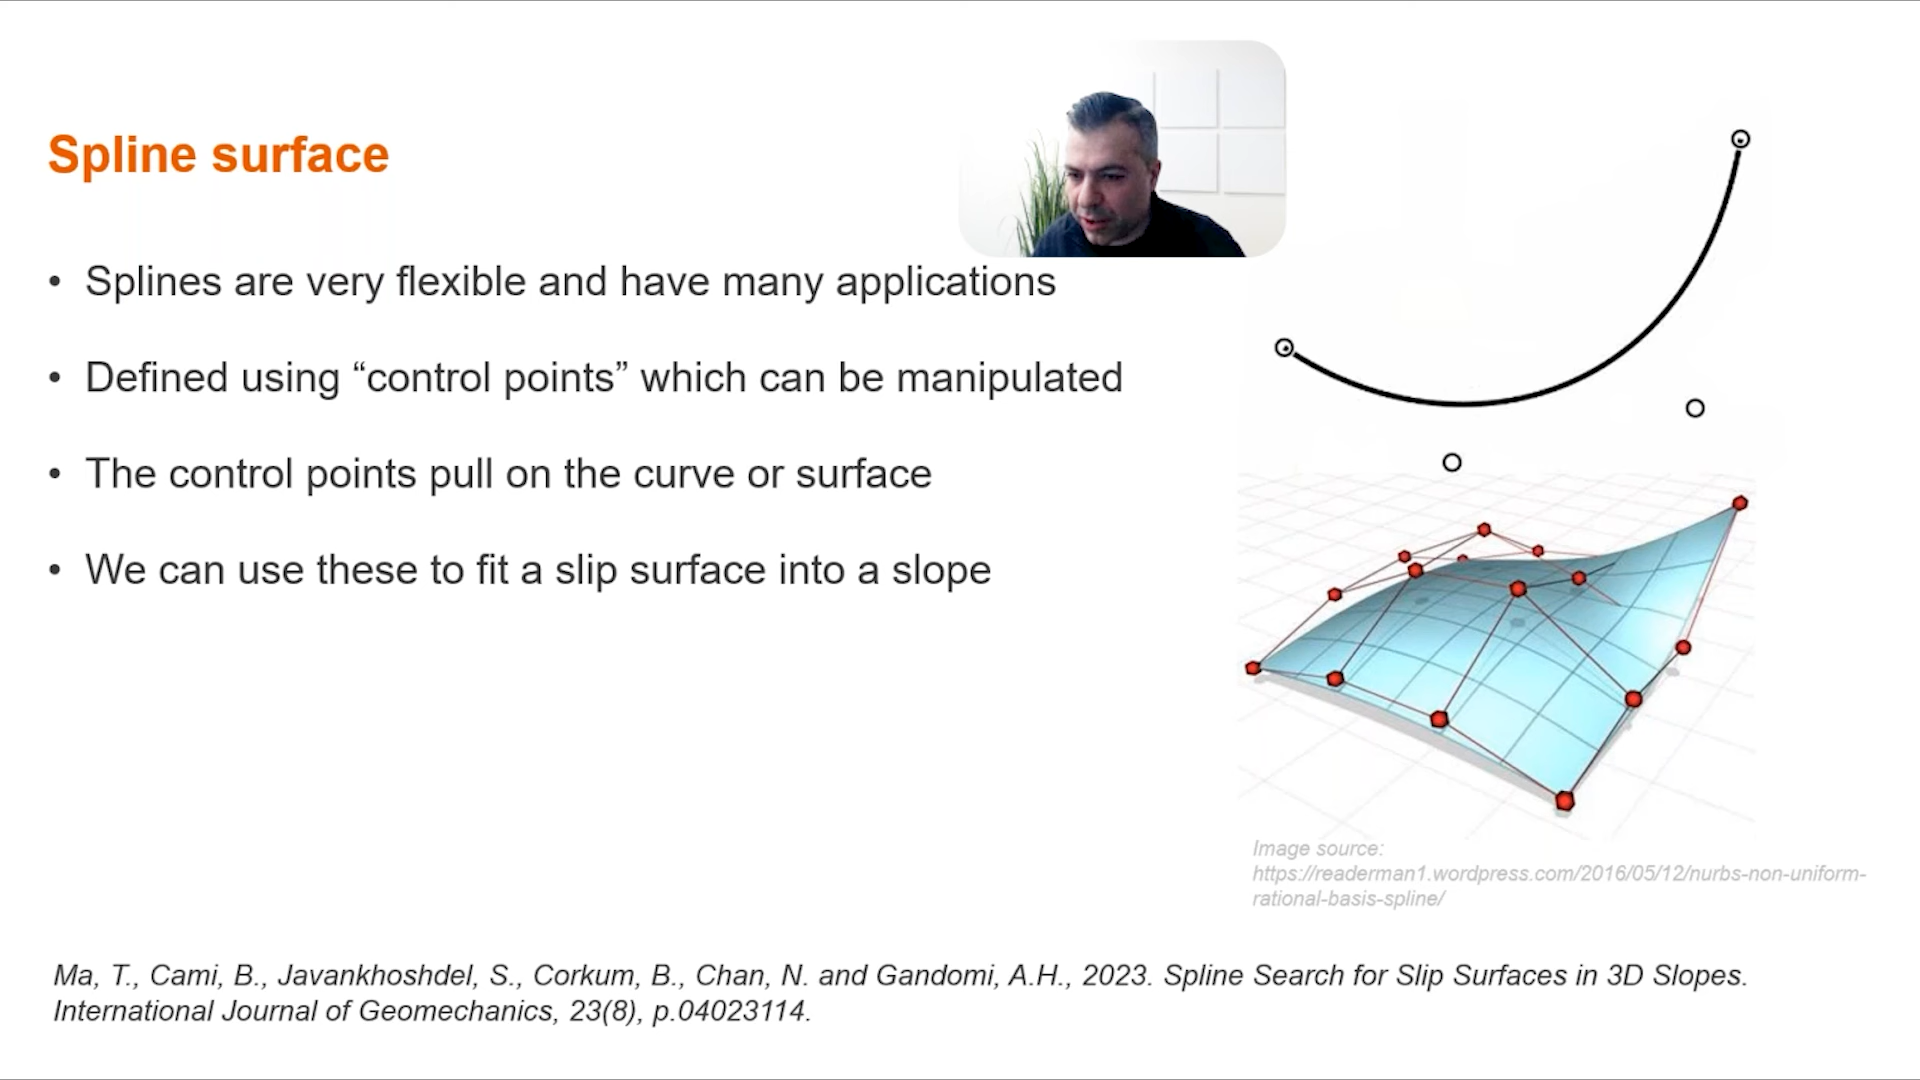 Spline surface
• Splines are very flexible and have many applications
• Defined using “control points” which can be manipulated
• The control points pull on the curve or surface
• We can use these to fit a slip surface into a slope
Image source:
https://readerman1.wordpress.com/2016/05/12/nurbs-non-uniform-
rational-basis-spline/
Ma, T., Cami, B., Javankhoshdel, S., Corkum, B., Chan, N. and Gandomi, A.H., 2023. Spline Search for Slip Surfaces in 3D Slopes.
International Journal of Geomechanics, 23(8), p.04023114.